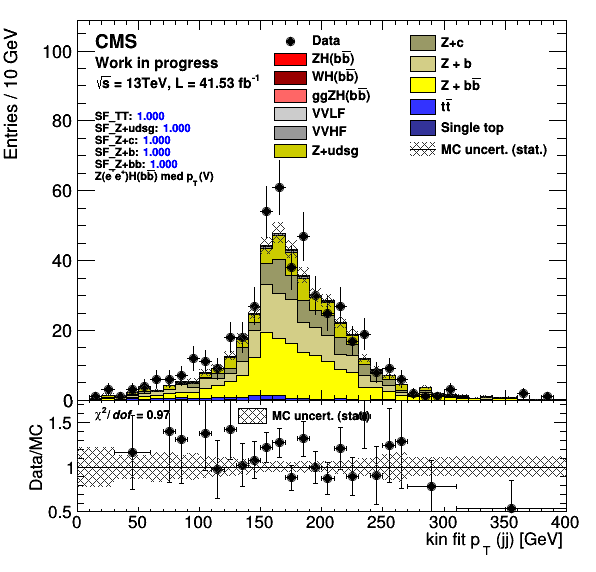 CMS
Work in progress
√s = 13TeV, L = 41.53 fb⁻¹
SF_TT: 1.000
SF_Z+udsg: 1.000
SF_Z+c: 1.000
SF_Z+b: 1.000
SF_Z+bb: 1.000
Z(e⁻e⁺)H(bb̅) med p_T(V)
Data
ZH(bb̅)
WH(bb̅)
ggZH(bb̅)
VVLF
VVHF
Z+udsg
Z+c
Z + b
Z + bb̅
tt̅
Single top
MC uncert. (stat.)
Entries / 10 GeV
100
80
60
40
20
0
χ²/ dof = 0.97
MC uncert. (stat)
Data/MC
1.5
1
0.5
0 50 100 150 200 250 300 350 400
kin fit p_T (jj) [GeV]